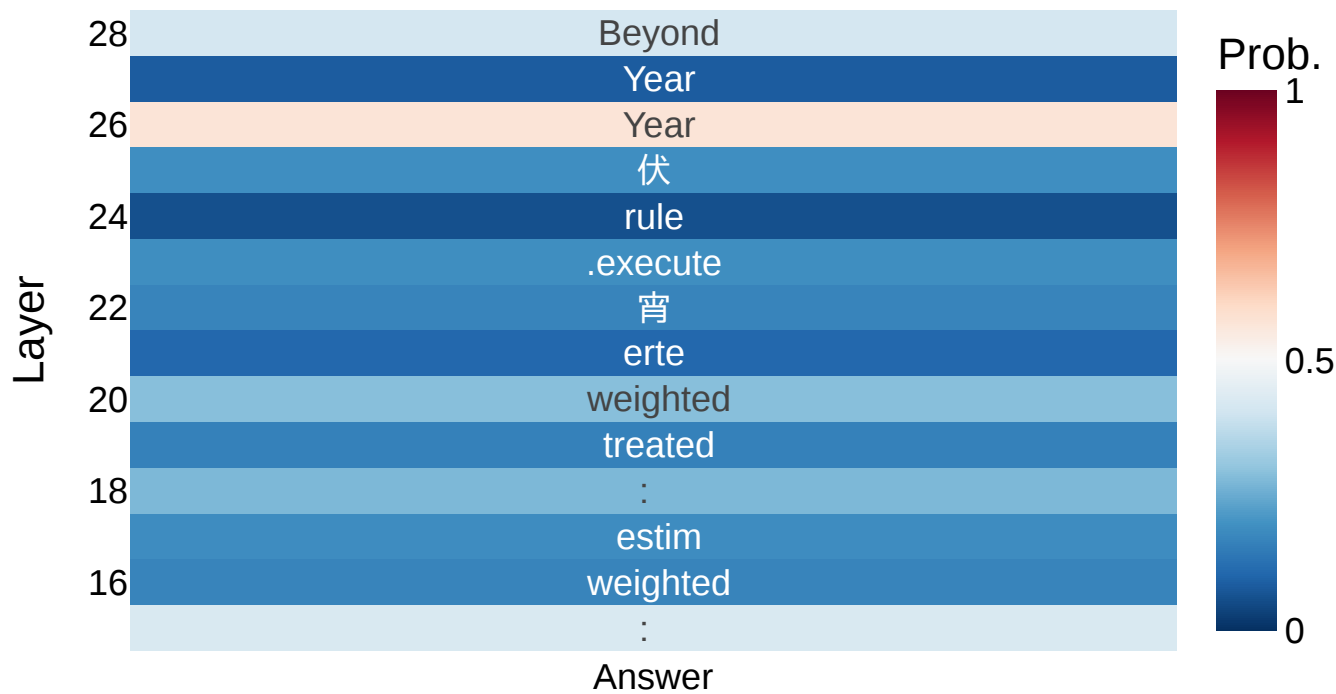 28
Beyond
Prob.
Year
1
26
Year
伏
24
rule
.execute
22
宵
erte
0.5
20
weighted
treated
18
:
estim
16
weighted
:
0
Layer
Answer